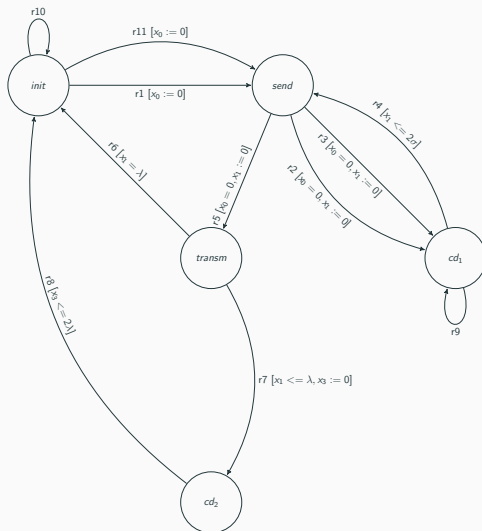 r10
r11 [x₀ := 0]
init
send
r1 [x₀ := 0]
r4 [x₁ <= 2σ]
r3 [x₀ = 0, x₁ := 0]
r6 [x₁ = λ]
r5 [x₀ = 0, x₁ := 0]
r2 [x₀ = 0, x₁ := 0]
transm
cd₁
r8 [x₃ <= 2λ]
r9
r7 [x₁ <= λ, x₃ := 0]
cd₂